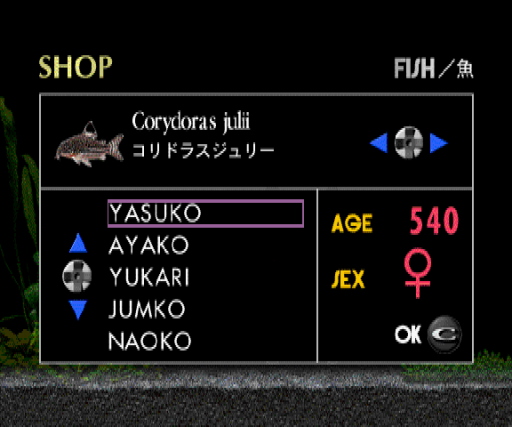 SHOP
FISH／魚
Corydoras julii
コリドラスジュリー
YASUKO
AYAKO
YUKARI
JUMKO
NAOKO
AGE 540
SEX ♀
OK C